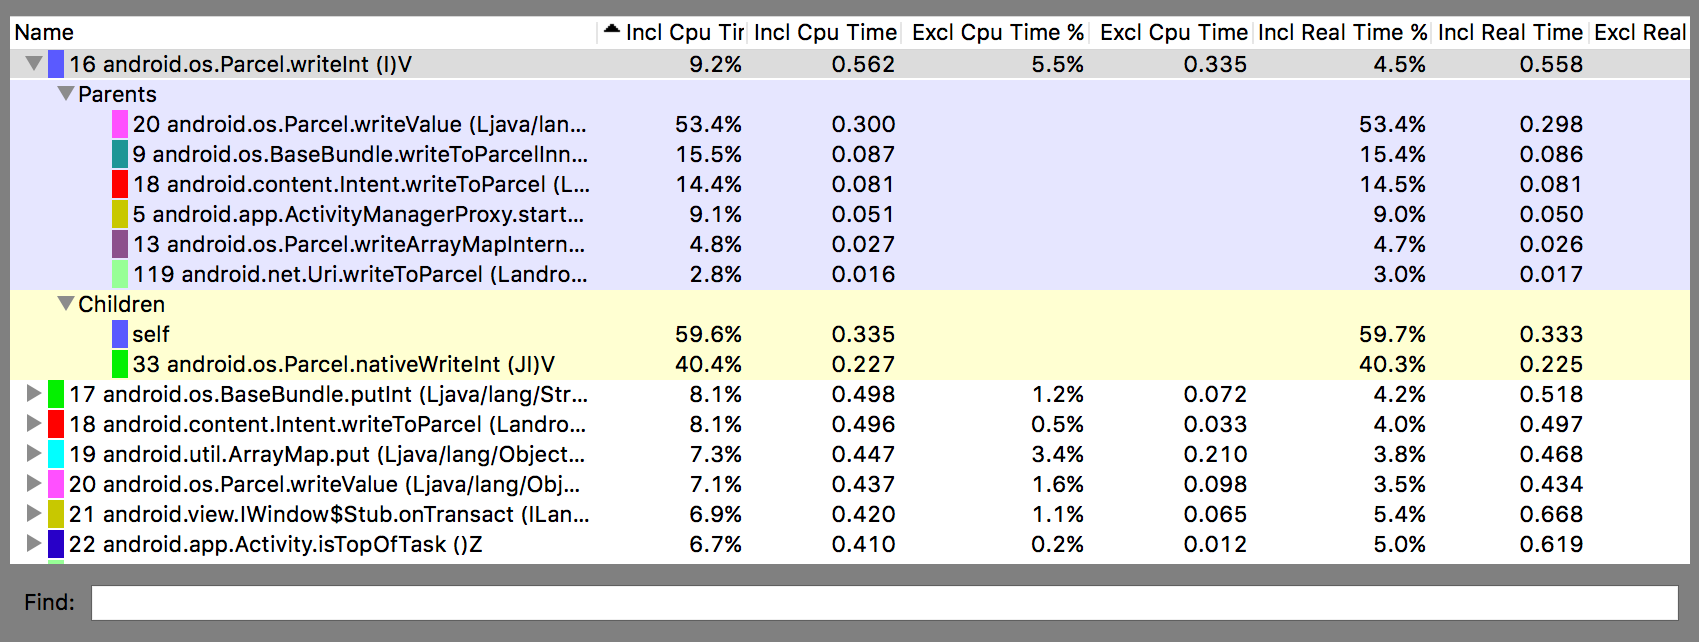 Name Incl Cpu Tir Incl Cpu Time Excl Cpu Time % Excl Cpu Time Incl Real Time % Incl Real Time Excl Real
16 android.os.Parcel.writeInt (I)V 9.2% 0.562 5.5% 0.335 4.5% 0.558
Parents
20 android.os.Parcel.writeValue (Ljava/lan... 53.4% 0.300 53.4% 0.298
9 android.os.BaseBundle.writeToParcelInn... 15.5% 0.087 15.4% 0.086
18 android.content.Intent.writeToParcel (L... 14.4% 0.081 14.5% 0.081
5 android.app.ActivityManagerProxy.start... 9.1% 0.051 9.0% 0.050
13 android.os.Parcel.writeArrayMapIntern... 4.8% 0.027 4.7% 0.026
119 android.net.Uri.writeToParcel (Landro... 2.8% 0.016 3.0% 0.017
Children
self 59.6% 0.335 59.7% 0.333
33 android.os.Parcel.nativeWriteInt (JI)V 40.4% 0.227 40.3% 0.225
17 android.os.BaseBundle.putInt (Ljava/lang/Str... 8.1% 0.498 1.2% 0.072 4.2% 0.518
18 android.content.Intent.writeToParcel (Landro... 8.1% 0.496 0.5% 0.033 4.0% 0.497
19 android.util.ArrayMap.put (Ljava/lang/Object... 7.3% 0.447 3.4% 0.210 3.8% 0.468
20 android.os.Parcel.writeValue (Ljava/lang/Obj... 7.1% 0.437 1.6% 0.098 3.5% 0.434
21 android.view.IWindow$Stub.onTransact (ILan... 6.9% 0.420 1.1% 0.065 5.4% 0.668
22 android.app.Activity.isTopOfTask ()Z 6.7% 0.410 0.2% 0.012 5.0% 0.619
Find: